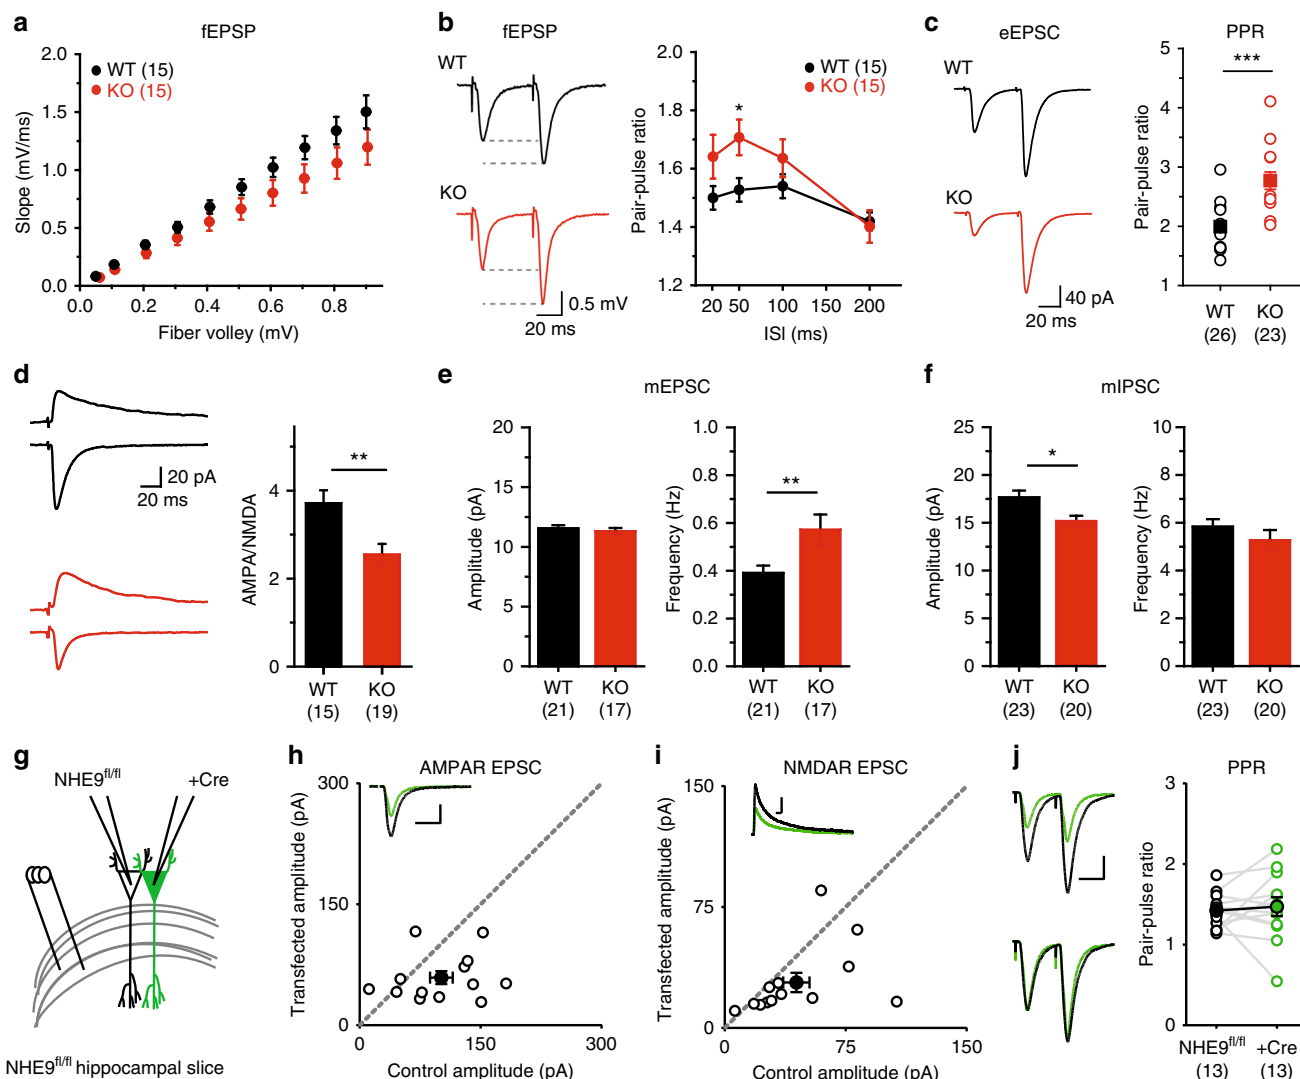 a
fEPSP
WT (15)
KO (15)
Slope (mV/ms)
2.0
1.5
1.0
0.5
0.0
0.0 0.2 0.4 0.6 0.8
Fiber volley (mV)
b
fEPSP
WT
KO
0.5 mV
20 ms
WT (15)
KO (15)
*
Pair-pulse ratio
2.0
1.8
1.6
1.4
1.2
20 50 100 150 200
ISI (ms)
c
eEPSC
WT
KO
40 pA
20 ms
PPR
***
Pair-pulse ratio
5
4
3
2
1
WT KO
(26) (23)
d
20 pA
20 ms
**
AMPA/NMDA
4
2
0
WT KO
(15) (19)
e
mEPSC
Amplitude (pA)
20
15
10
5
0
WT KO
(21) (17)
**
Frequency (Hz)
1.0
0.8
0.6
0.4
0.2
0.0
WT KO
(21) (17)
f
mIPSC
*
Amplitude (pA)
25
20
15
10
5
0
WT KO
(23) (20)
Frequency (Hz)
10
8
6
4
2
0
WT KO
(23) (20)
g
NHE9fl/fl +Cre
NHE9fl/fl hippocampal slice
h
AMPAR EPSC
Transfected amplitude (pA)
300
150
0
0 150 300
Control amplitude (pA)
i
NMDAR EPSC
Transfected amplitude (pA)
150
75
0
0 75 150
Control amplitude (pA)
j
PPR
Pair-pulse ratio
3
2
1
0
NHE9fl/fl +Cre
(13) (13)